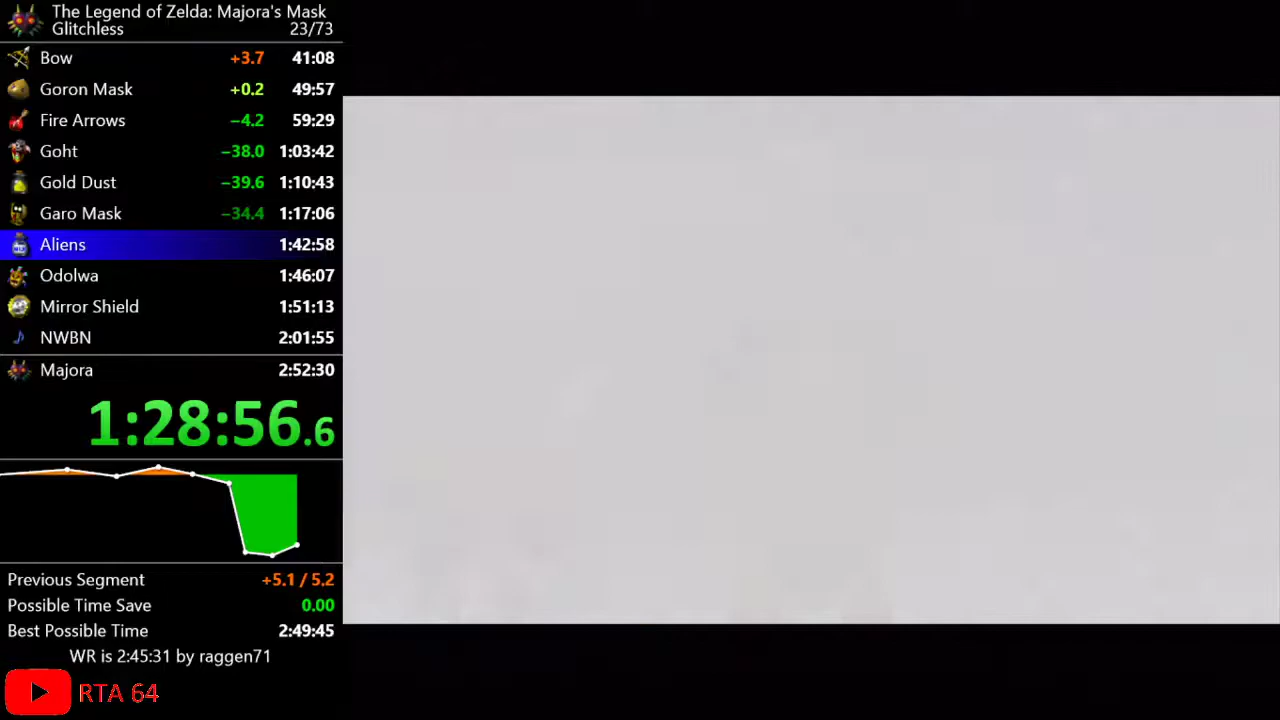 The Legend of Zelda: Majora's Mask
Glitchless 23/73
Bow +3.7 41:08
Goron Mask +0.2 49:57
Fire Arrows −4.2 59:29
Goht −38.0 1:03:42
Gold Dust −39.6 1:10:43
Garo Mask −34.4 1:17:06
Aliens 1:42:58
Odolwa 1:46:07
Mirror Shield 1:51:13
NWBN 2:01:55
Majora 2:52:30
1:28:56.6
Previous Segment +5.1 / 5.2
Possible Time Save 0.00
Best Possible Time 2:49:45
WR is 2:45:31 by raggen71
RTA 64